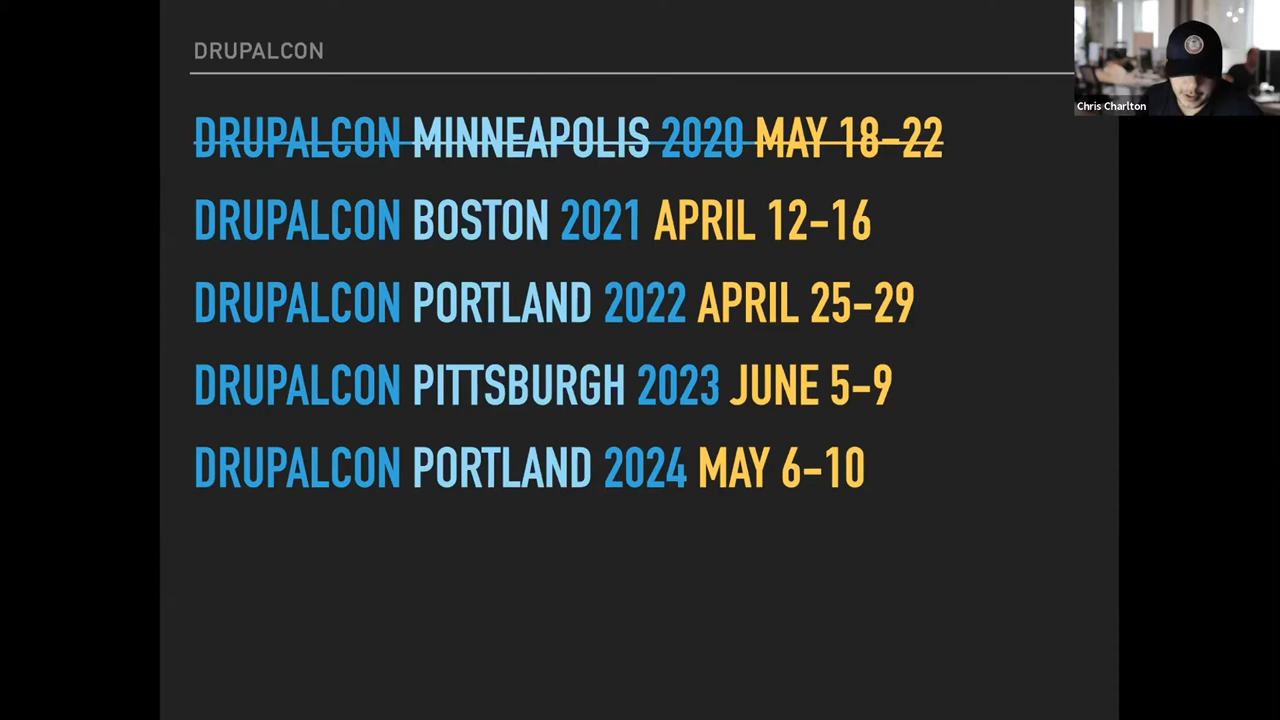 DRUPALCON
Chris Charlton
DRUPALCON MINNEAPOLIS 2020 MAY 18-22
DRUPALCON BOSTON 2021 APRIL 12-16
DRUPALCON PORTLAND 2022 APRIL 25-29
DRUPALCON PITTSBURGH 2023 JUNE 5-9
DRUPALCON PORTLAND 2024 MAY 6-10